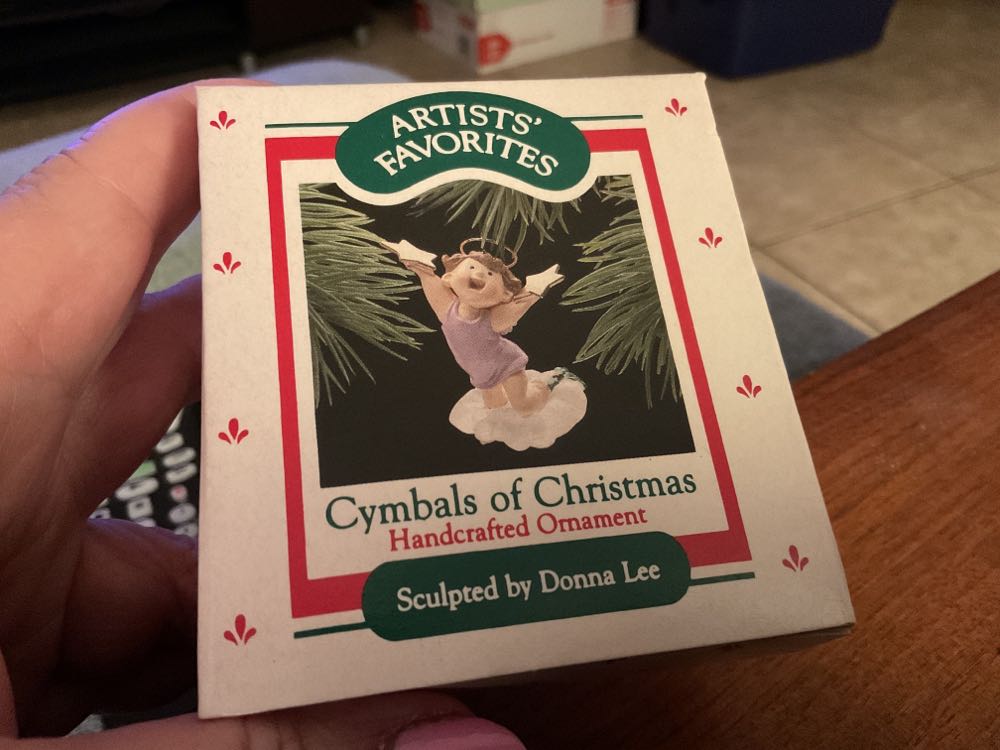 ARTISTS'
FAVORITES
Cymbals of Christmas
Handcrafted Ornament
Sculpted by Donna Lee